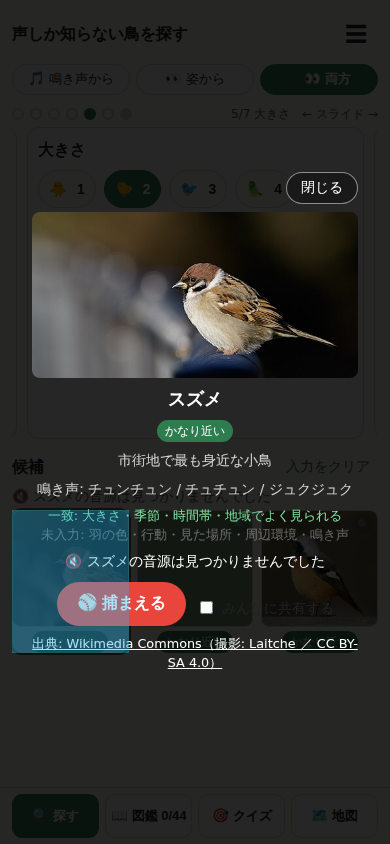 声しか知らない鳥を探す
☰
🎵 鳴き声から
👀 姿から
👀 両方
5/7 大きさ ← スライド →
大きさ
🐥 1
🐤 2
🐦 3
🦜 4
閉じる
スズメ
かなり近い
市街地で最も身近な小鳥
候補
入力をクリア
鳴き声: チュンチュン / チュチュン / ジュクジュク
一致: 大きさ・季節・時間帯・地域でよく見られる
未入力: 羽の色・行動・見た場所・周辺環境・鳴き声
🔇 スズメの音源は見つかりませんでした
⚾ 捕まえる
みんなに共有する
出典: Wikimedia Commons（撮影: Laitche ／ CC BY-
SA 4.0）
🔍 探す
📖 図鑑 0/44
🎯 クイズ
🗺️ 地図